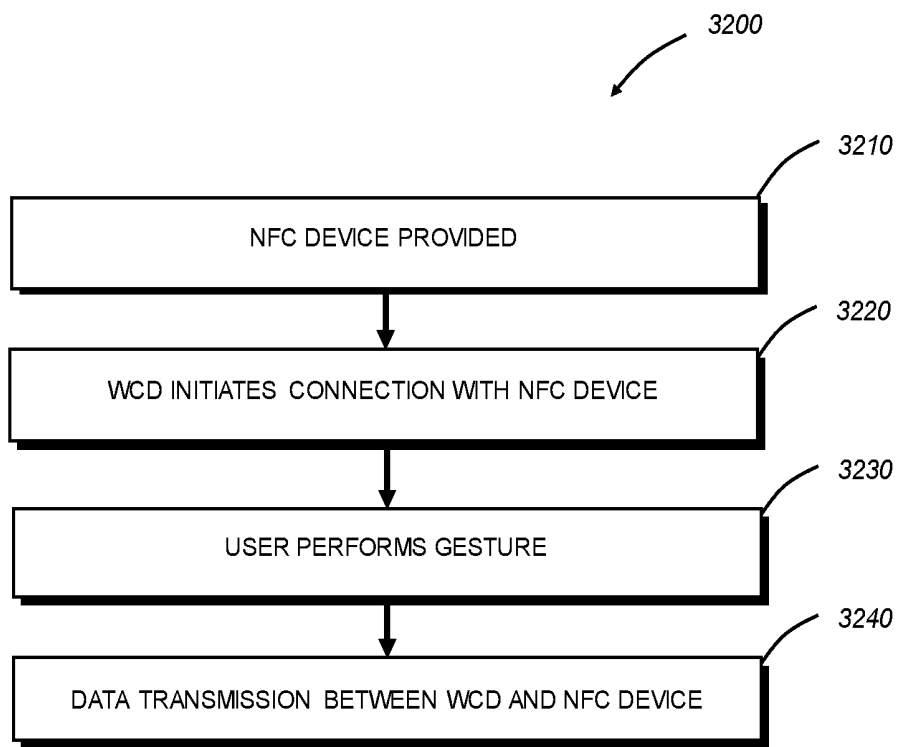 3200
3210
NFC DEVICE PROVIDED
3220
WCD INITIATES CONNECTION WITH NFC DEVICE
3230
USER PERFORMS GESTURE
3240
DATA TRANSMISSION BETWEEN WCD AND NFC DEVICE